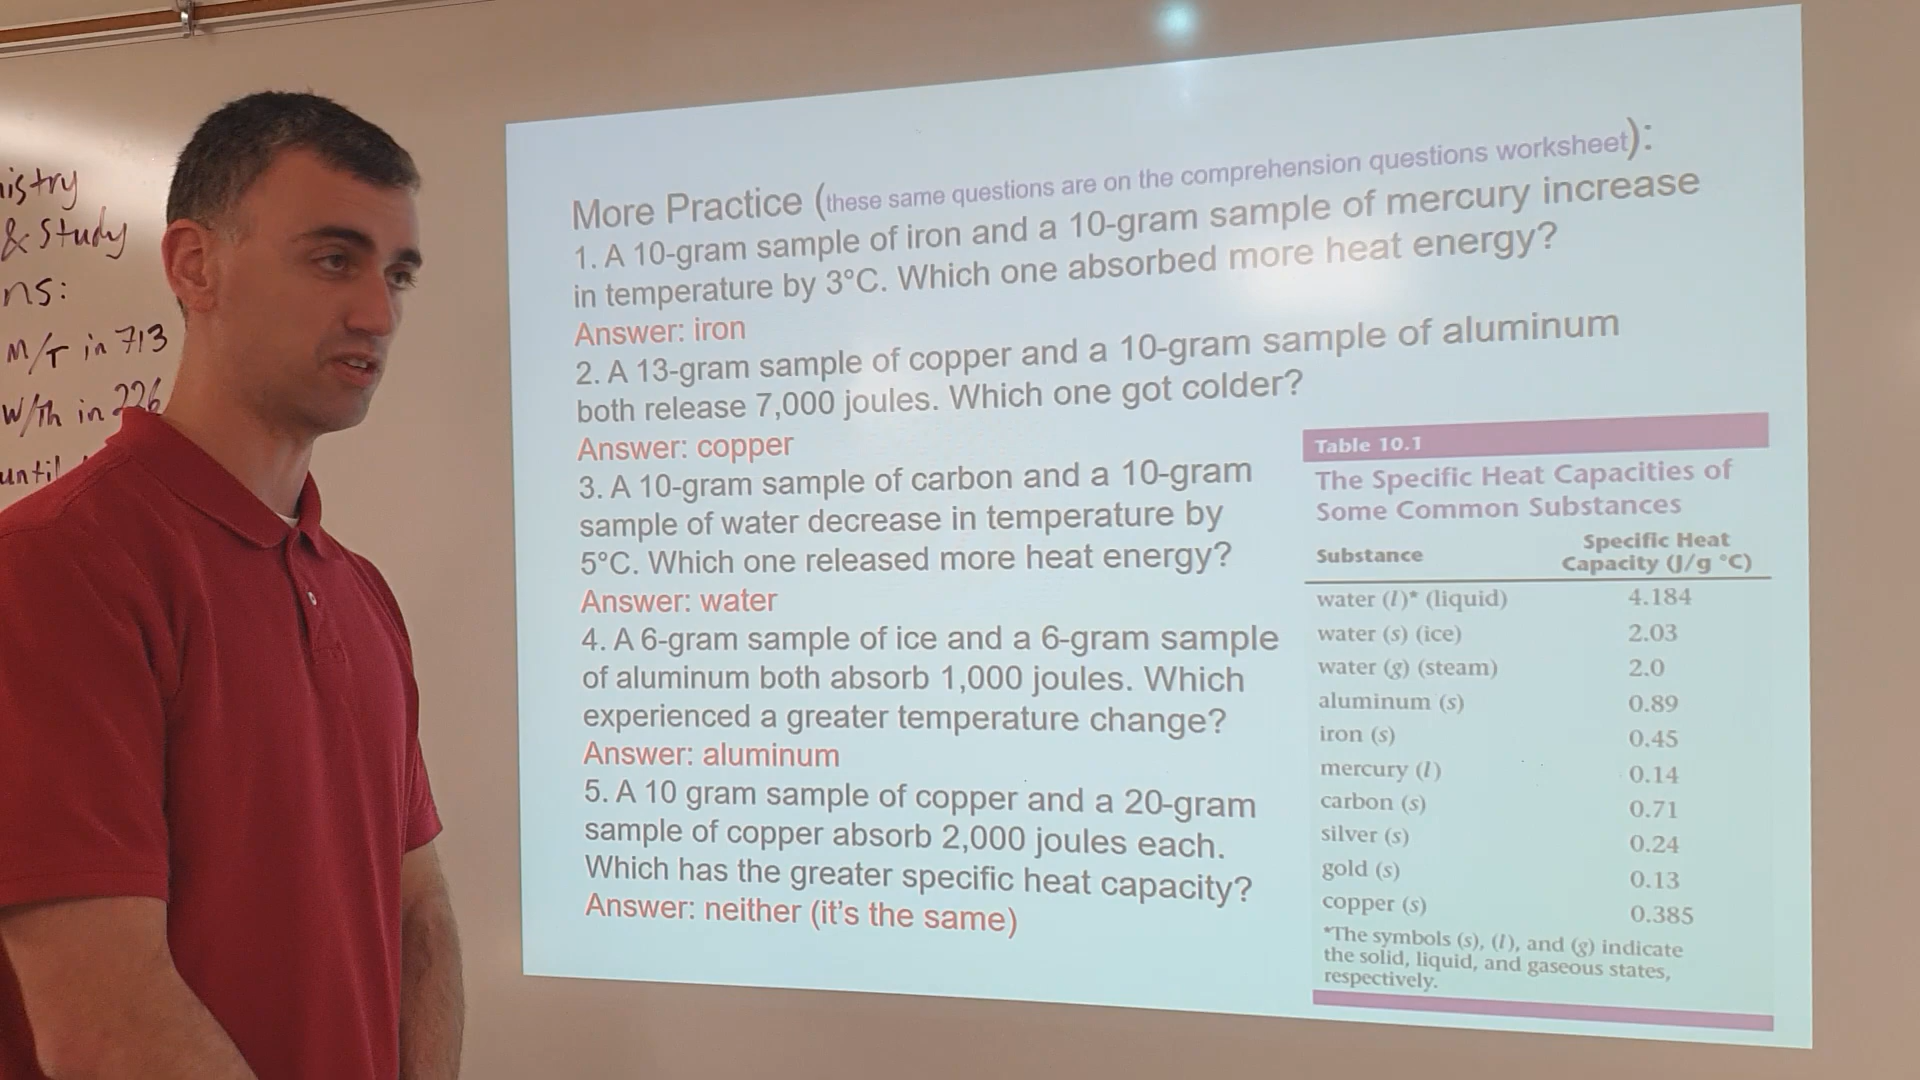 istry
& Study
ns:
M/T in 713
W/Th in 226
until
More Practice (these same questions are on the comprehension questions worksheet):
1. A 10-gram sample of iron and a 10-gram sample of mercury increase
in temperature by 3°C. Which one absorbed more heat energy?
Answer: iron
2. A 13-gram sample of copper and a 10-gram sample of aluminum
both release 7,000 joules. Which one got colder?
Answer: copper
3. A 10-gram sample of carbon and a 10-gram
sample of water decrease in temperature by
5°C. Which one released more heat energy?
Answer: water
4. A 6-gram sample of ice and a 6-gram sample
of aluminum both absorb 1,000 joules. Which
experienced a greater temperature change?
Answer: aluminum
5. A 10 gram sample of copper and a 20-gram
sample of copper absorb 2,000 joules each.
Which has the greater specific heat capacity?
Answer: neither (it's the same)
Table 10.1
The Specific Heat Capacities of
Some Common Substances
Substance Specific Heat
Capacity (J/g °C)
water (l)* (liquid) 4.184
water (s) (ice) 2.03
water (g) (steam) 2.0
aluminum (s) 0.89
iron (s) 0.45
mercury (l) 0.14
carbon (s) 0.71
silver (s) 0.24
gold (s) 0.13
copper (s) 0.385
*The symbols (s), (l), and (g) indicate
the solid, liquid, and gaseous states,
respectively.